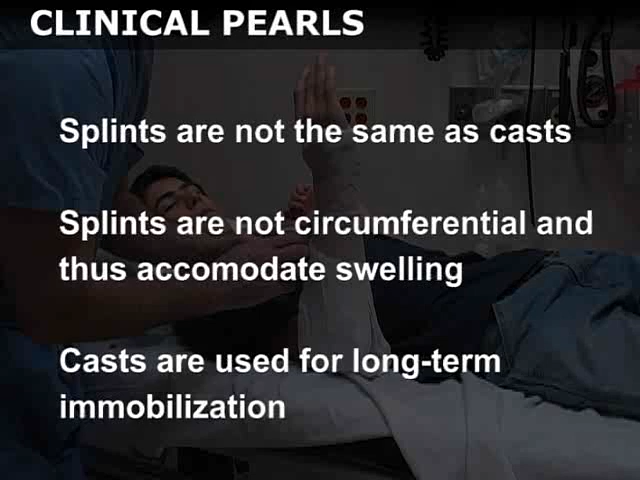 CLINICAL PEARLS
Splints are not the same as casts
Splints are not circumferential and
thus accomodate swelling
Casts are used for long-term
immobilization